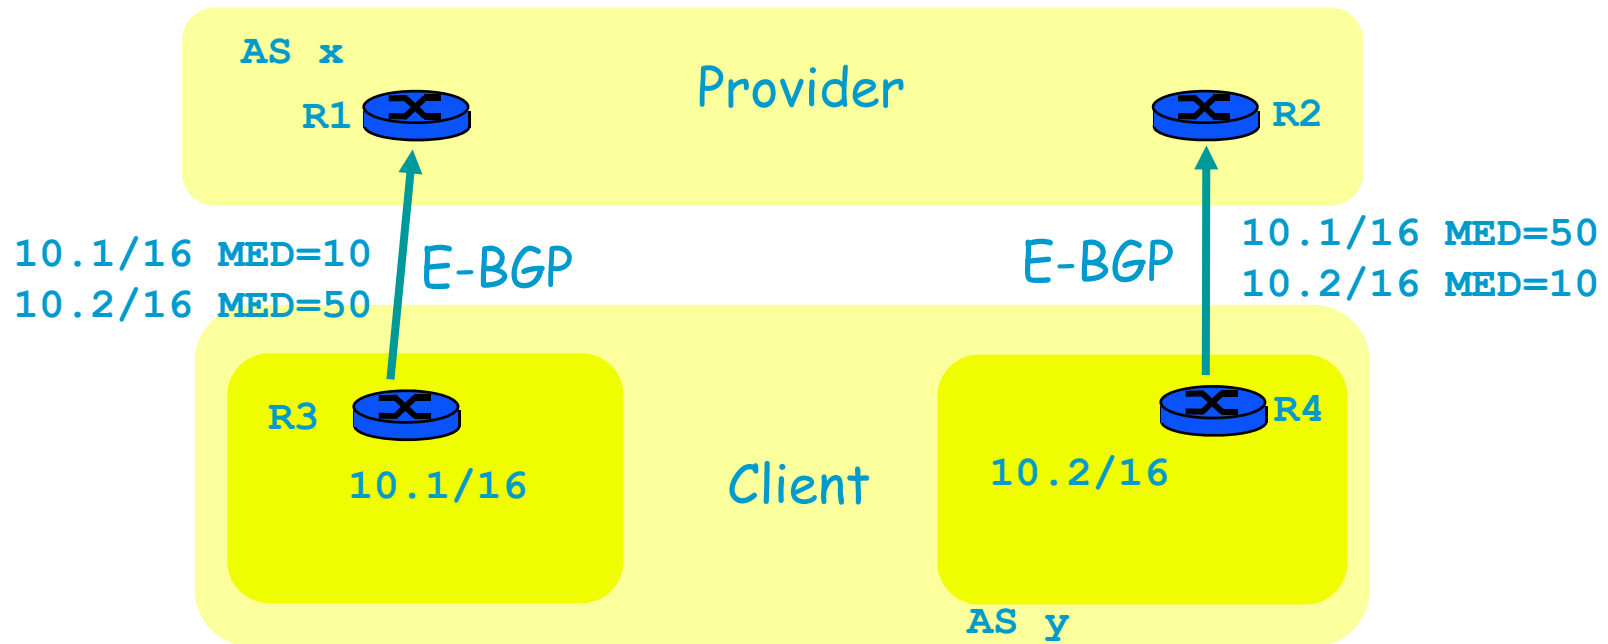 AS x
Provider
R1
R2
10.1/16 MED=10
10.2/16 MED=50
E-BGP
E-BGP
10.1/16 MED=50
10.2/16 MED=10
R3
R4
10.1/16
Client
10.2/16
AS y